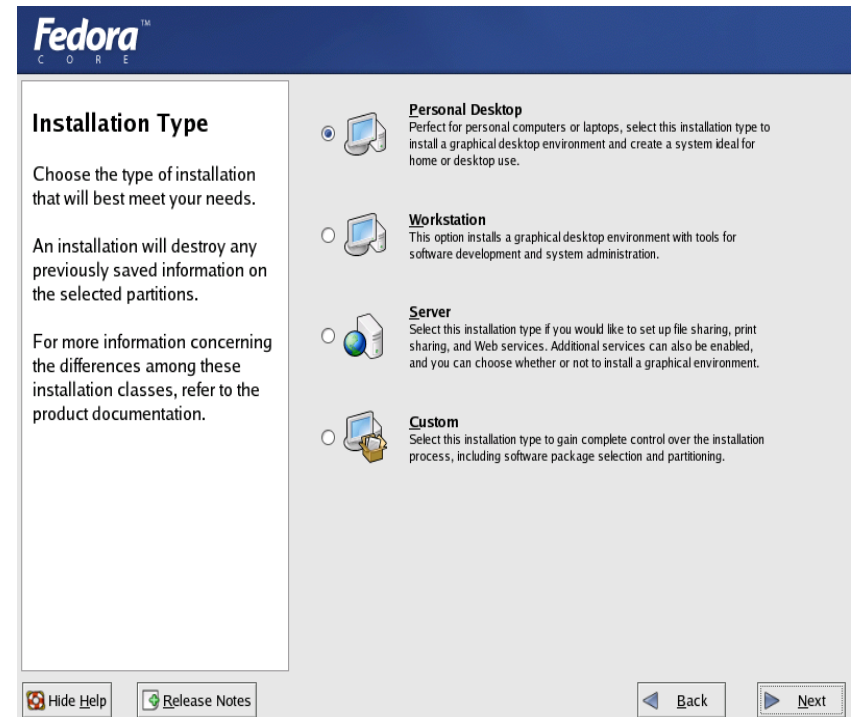 Fedora™
CORE
Installation Type
Choose the type of installation
that will best meet your needs.
An installation will destroy any
previously saved information on
the selected partitions.
For more information concerning
the differences among these
installation classes, refer to the
product documentation.
Personal Desktop
Perfect for personal computers or laptops, select this installation type to
install a graphical desktop environment and create a system ideal for
home or desktop use.
Workstation
This option installs a graphical desktop environment with tools for
software development and system administration.
Server
Select this installation type if you would like to set up file sharing, print
sharing, and Web services. Additional services can also be enabled,
and you can choose whether or not to install a graphical environment.
Custom
Select this installation type to gain complete control over the installation
process, including software package selection and partitioning.
Hide Help
Release Notes
Back
Next